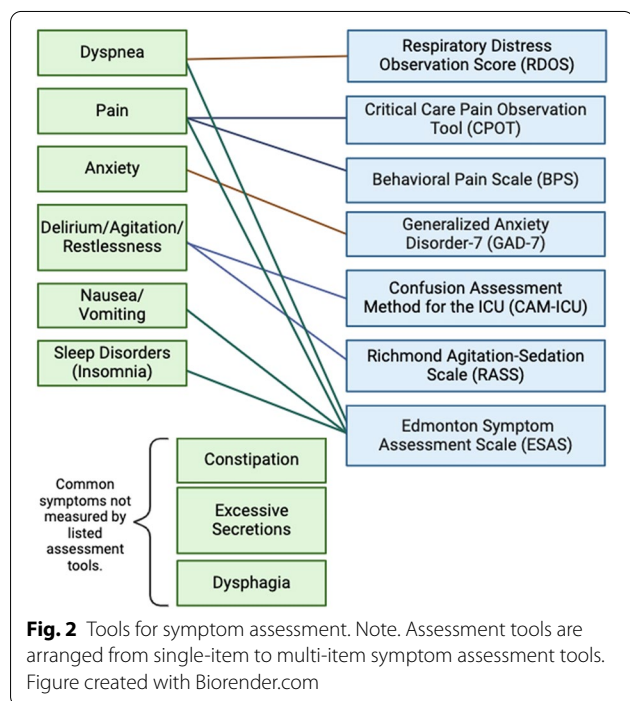 Dyspnea
Pain
Anxiety
Delirium/Agitation/
Restlessness
Nausea/
Vomiting
Sleep Disorders
(Insomnia)
Respiratory Distress
Observation Score (RDOS)
Critical Care Pain Observation
Tool (CPOT)
Behavioral Pain Scale (BPS)
Generalized Anxiety
Disorder-7 (GAD-7)
Confusion Assessment
Method for the ICU (CAM-ICU)
Richmond Agitation-Sedation
Scale (RASS)
Edmonton Symptom
Assessment Scale (ESAS)
Common
symptoms not
measured by
listed
assessment
tools.
Constipation
Excessive
Secretions
Dysphagia
Fig. 2 Tools for symptom assessment. Note. Assessment tools are
arranged from single-item to multi-item symptom assessment tools.
Figure created with Biorender.com